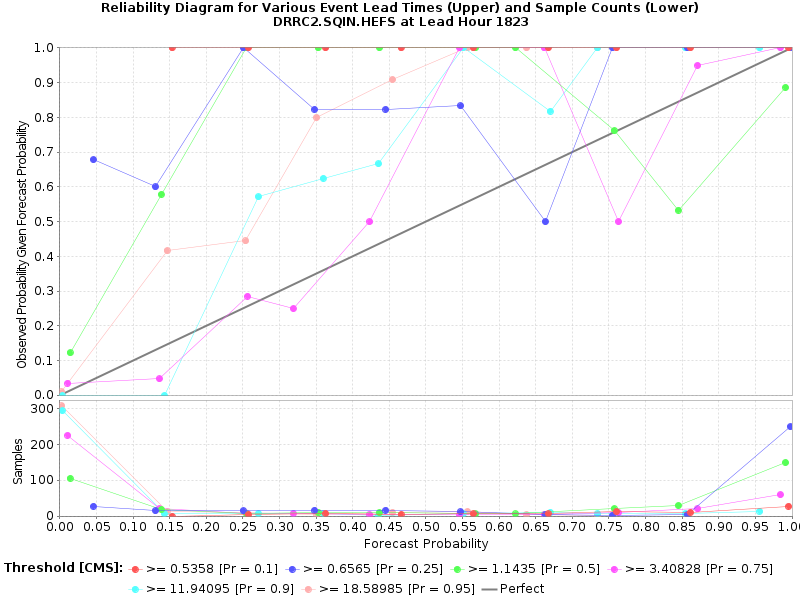 Reliability Diagram for Various Event Lead Times (Upper) and Sample Counts (Lower)
DRRC2.SQIN.HEFS at Lead Hour 1823
Observed Probability Given Forecast Probability
1.0
0.9
0.8
0.7
0.6
0.5
0.4
0.3
0.2
0.1
0.0
Samples
300
200
100
0
0.00 0.05 0.10 0.15 0.20 0.25 0.30 0.35 0.40 0.45 0.50 0.55 0.60 0.65 0.70 0.75 0.80 0.85 0.90 0.95 1.0
Forecast Probability
Threshold [CMS]: >= 0.5358 [Pr = 0.1] >= 0.6565 [Pr = 0.25] >= 1.1435 [Pr = 0.5] >= 3.40828 [Pr = 0.75]
>= 11.94095 [Pr = 0.9] >= 18.58985 [Pr = 0.95] Perfect